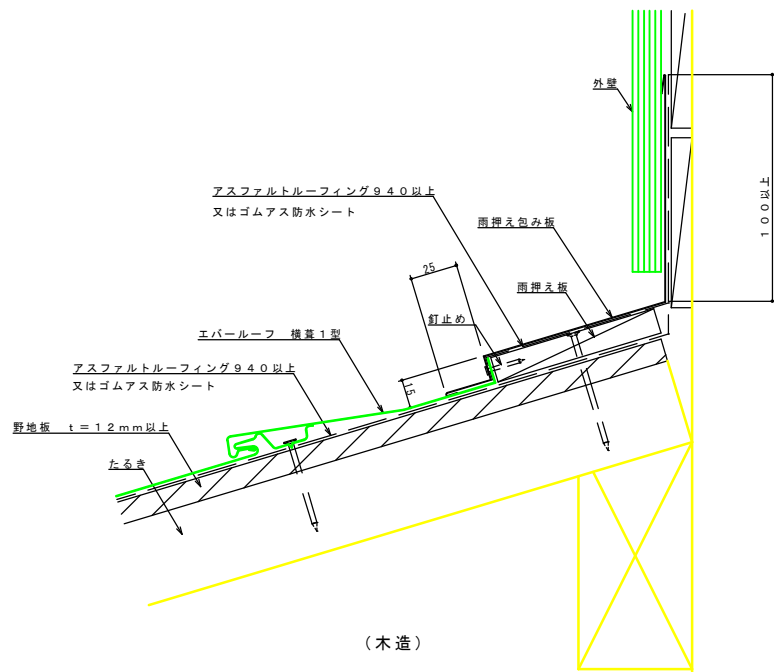 外壁
アスファルトルーフィング９４０以上
又はゴムアス防水シート
雨押え包み板
１００以上
25
雨押え板
釘止め
エバールーフ　横葺１型
アスファルトルーフィング９４０以上
又はゴムアス防水シート
15
野地板　ｔ＝１２ｍｍ以上
たるき
（木造）